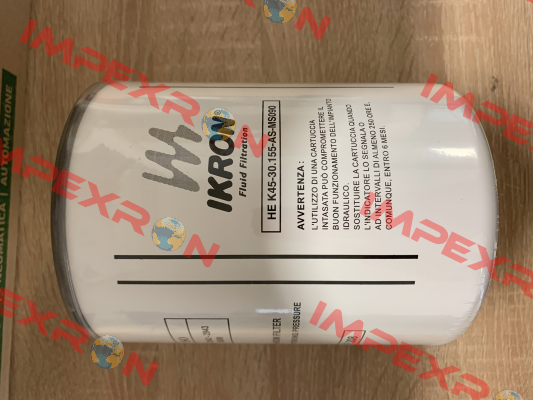 IKRON
Fluid Filtration
HE K45-30.155-AS-MIS090
AVVERTENZA:
L'UTILIZZO DI UNA CARTUCCIA
INTASATA PUÒ COMPROMETTERE IL
BUON FUNZIONAMENTO DELL'IMPIANTO
IDRAULICO.
SOSTITUIRE LA CARTUCCIA QUANDO
L'INDICATORE LO SEGNALA O
AD INTERVALLI DI ALMENO 250 ORE E,
COMUNQUE, ENTRO 6 MESI.
FILTER
PRESSURE
AUTOMAZIONE
IMPEXRON
IMPEXRON
IMPEXRON
IMPEXRON